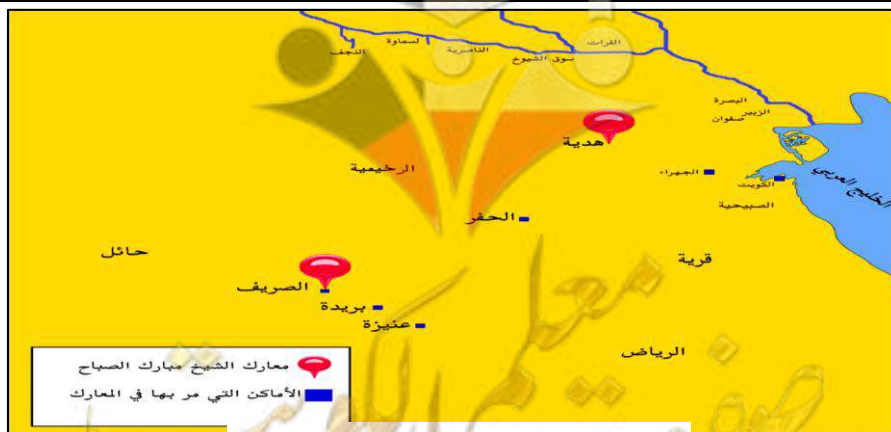 النجف
لسماوة
الناصرية
سوق الشيوخ
الفرات
البصرة
الزبير
صفوان
هدية
الرخيمية
الجهراء
الكويت
الخليج العربي
الصبيحية
الحفر
حائل
قرية
الصريف
بريدة
عنيزة
الرياض
معارك الشيخ مبارك الصباح
الأماكن التي مر بها في المعارك